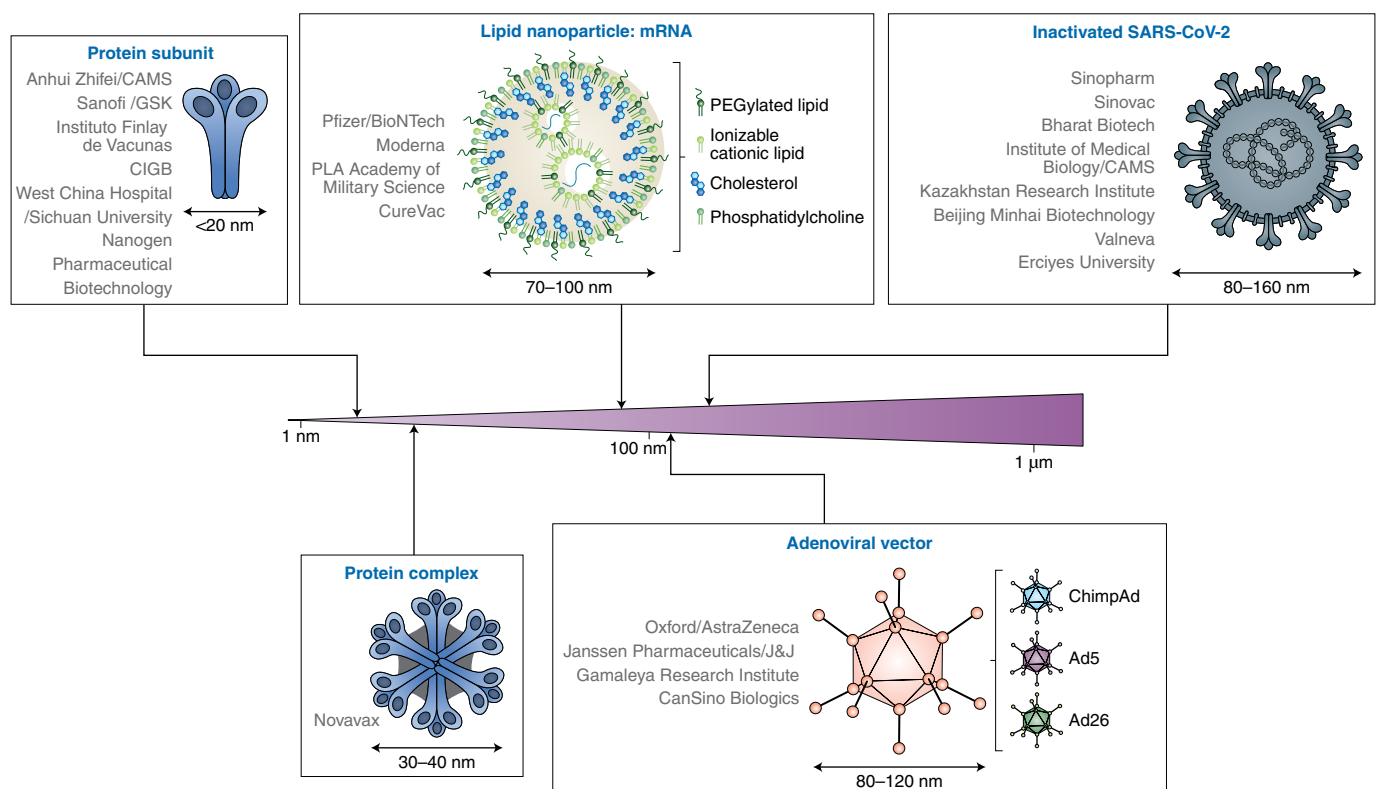 Protein subunit
Anhui Zhifei/CAMS
Sanofi /GSK
Instituto Finlay
de Vacunas
CIGB
West China Hospital
/Sichuan University
Nanogen
Pharmaceutical
Biotechnology
<20 nm
Lipid nanoparticle: mRNA
Pfizer/BioNTech
Moderna
PLA Academy of
Military Science
CureVac
PEGylated lipid
Ionizable
cationic lipid
Cholesterol
Phosphatidylcholine
70–100 nm
Inactivated SARS-CoV-2
Sinopharm
Sinovac
Bharat Biotech
Institute of Medical
Biology/CAMS
Kazakhstan Research Institute
Beijing Minhai Biotechnology
Valneva
Erciyes University
80–160 nm
1 nm
100 nm
1 μm
Protein complex
Novavax
30–40 nm
Adenoviral vector
Oxford/AstraZeneca
Janssen Pharmaceuticals/J&J
Gamaleya Research Institute
CanSino Biologics
ChimpAd
Ad5
Ad26
80–120 nm